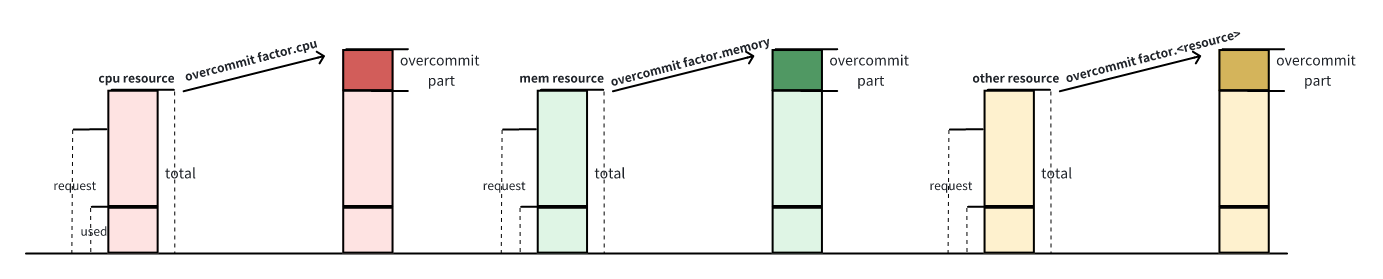 cpu resource
overcommit factor.cpu
overcommit
part
request
total
used
mem resource
overcommit factor.memory
overcommit
part
request
total
other resource
overcommit factor.<resource>
overcommit
part
request
total